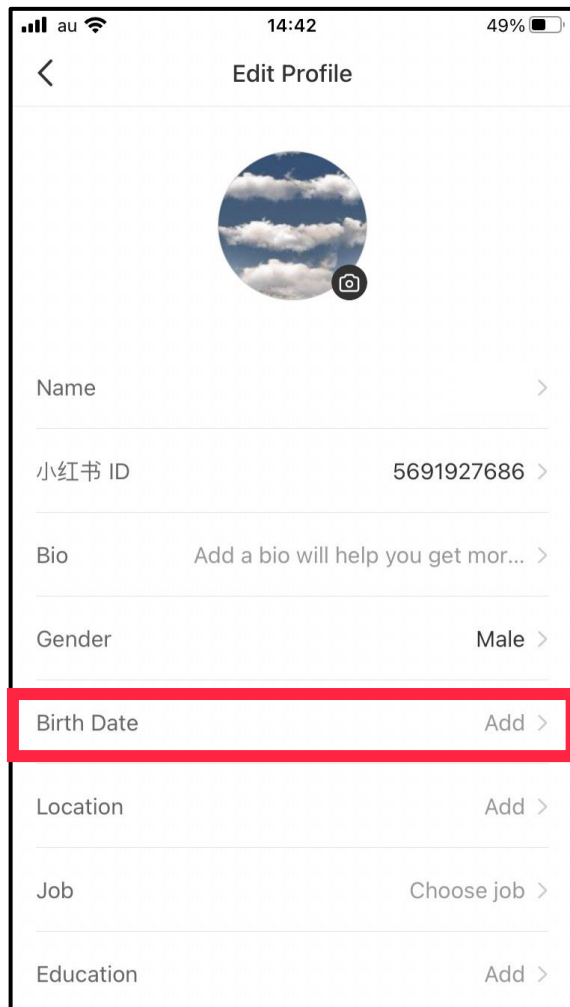 au 14:42 49%
Edit Profile
Name
小红书 ID 5691927686
Bio Add a bio will help you get mor...
Gender Male
Birth Date Add
Location Add
Job Choose job
Education Add